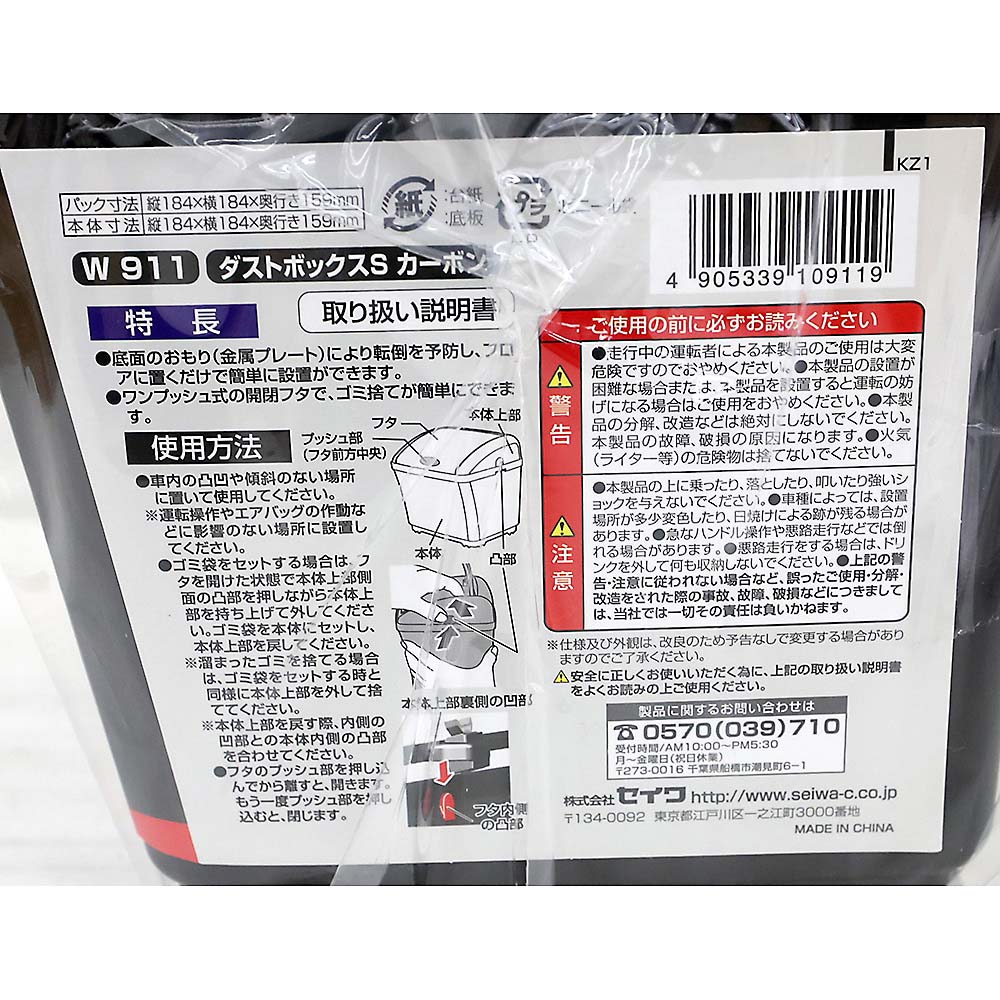 KZ1
パック寸法 縦184×横184×奥行き159mm
本体寸法 縦184×横184×奥行き159mm
紙 :台紙
:底板
プラ
4 905339 109119
W 911 ダストボックスS カーボン
特長 取り扱い説明書
●底面のおもり(金属プレート)により転倒を予防し、フロ
アに置くだけで簡単に設置ができます。
●ワンプッシュ式の開閉フタで、ゴミ捨てが簡単にできま
す。
使用方法
フタ
本体上部
プッシュ部
(フタ前方中央)
本体
凸部
●車内の凸凹や傾斜のない場所
に置いて使用してください。
※運転操作やエアバッグの作動な
どに影響のない場所に設置し
てください。
●ゴミ袋をセットする場合は、フ
タを開けた状態で本体上部側
面の凸部を押しながら本体上
部を持ち上げて外してくださ
い。ゴミ袋を本体にセットし、
本体上部を戻してください。
※溜まったゴミを捨てる場合
は、ゴミ袋をセットする時と
同様に本体上部を外して捨
ててください。
※本体上部を戻す際、内側の
凹部との本体内側の凸部
を合わせてください。
●フタのプッシュ部を押し込
んでから離すと、開きます。
もう一度プッシュ部を押し
込むと、閉じます。
本体上部裏側の凹部
フタ内側
の凸部
ご使用の前に必ずお読みください
警告
●走行中の運転者による本製品のご使用は大変
危険ですのでおやめください。●本製品の設置が
困難な場合または、本製品を設置すると運転の妨
げになる場合はご使用をおやめください。●本製
品の分解、改造などは絶対にしないでください。
本製品の故障、破損の原因になります。●火気
(ライター等)の危険物は捨てないでください。
注意
●本製品の上に乗ったり、落としたり、叩いたり強いシ
ョックを与えないでください。●車種によっては、設置
場所が多少変色したり、日焼けによる跡が残る場合が
あります。●急なハンドル操作や悪路走行などでは倒
れる場合があります。●悪路走行をする場合は、ドリ
ンクを外して何も収納しないでください。●上記の警
告・注意に従われない場合など、誤ったご使用・分解・
改造をされた際の事故、故障、破損などにつきまして
は、当社では一切その責任は負いかねます。
※仕様及び外観は、改良のため予告なしで変更する場合があり
ますのでご了承ください。
安全に正しくお使いいただく為に、上記の取り扱い説明書
をよくお読みの上ご使用ください。
製品に関するお問い合わせは
☎0570(039)710
受付時間/AM10:00〜PM5:30
月〜金曜日(祝日休業)
〒273-0016 千葉県船橋市潮見町6-1
株式会社セイワ http://www.seiwa-c.co.jp
〒134-0092 東京都江戸川区一之江町3000番地
MADE IN CHINA